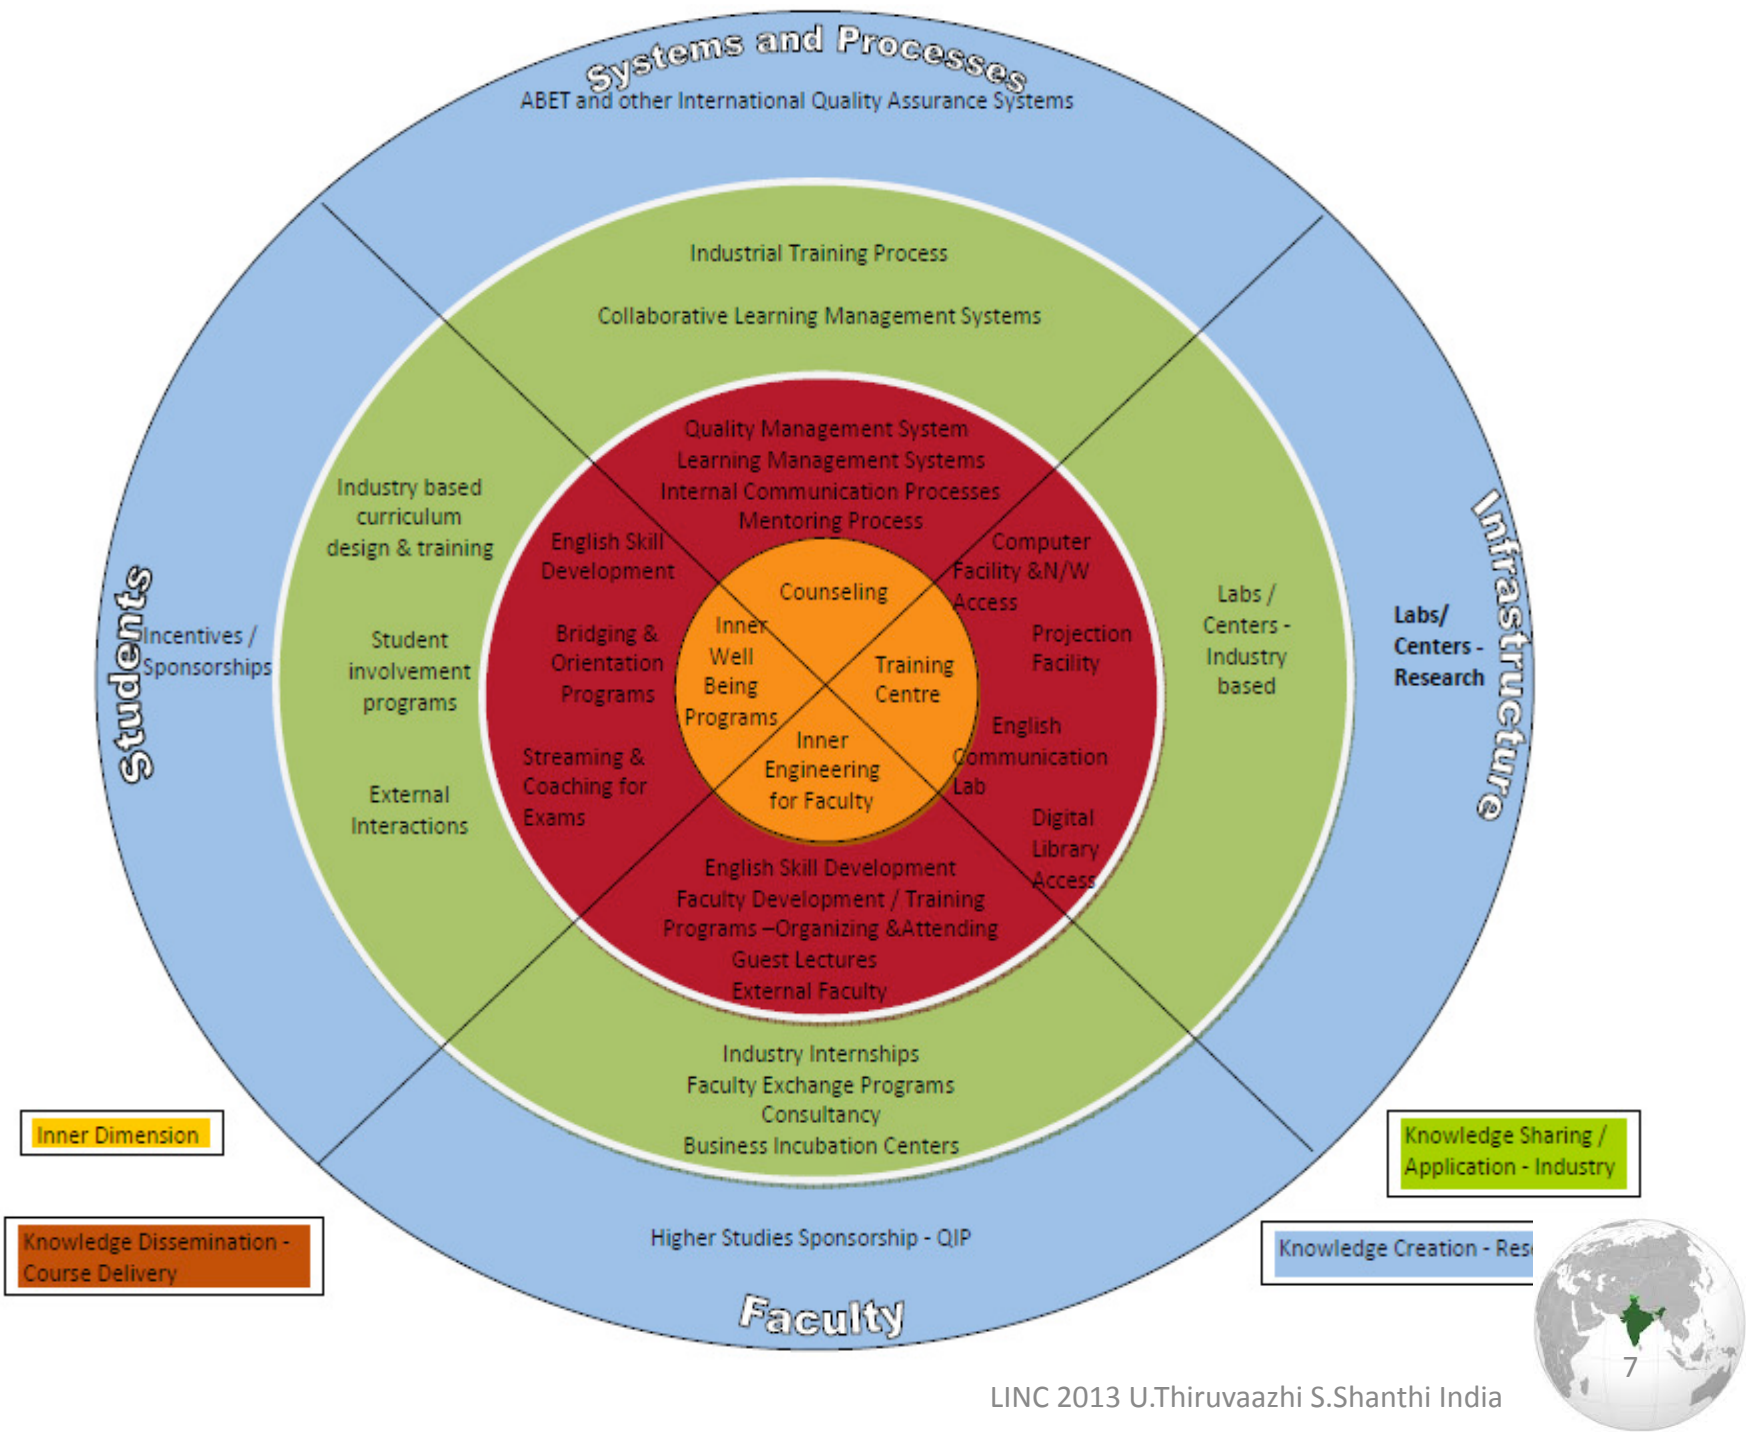 Systems and Processes
ABET and other International Quality Assurance Systems
Industrial Training Process
Collaborative Learning Management Systems
Quality Management System
Learning Management Systems
Internal Communication Processes
Mentoring Process
Counseling
Students
Incentives /
Sponsorships
Industry based
curriculum
design & training
Student
involvement
programs
External
Interactions
English Skill
Development
Bridging &
Orientation
Programs
Streaming &
Coaching for
Exams
Inner
Well
Being
Programs
Training
Centre
Inner
Engineering
for Faculty
Computer
Facility &N/W
Access
Projection
Facility
English
Communication
Lab
Digital
Library
Access
Labs /
Centers -
Industry
based
Labs/
Centers -
Research
Infrastructure
English Skill Development
Faculty Development / Training
Programs –Organizing &Attending
Guest Lectures
External Faculty
Industry Internships
Faculty Exchange Programs
Consultancy
Business Incubation Centers
Higher Studies Sponsorship - QIP
Faculty
Inner Dimension
Knowledge Dissemination -
Course Delivery
Knowledge Sharing /
Application - Industry
Knowledge Creation -
7
LINC 2013 U.Thiruvaazhi S.Shanthi India